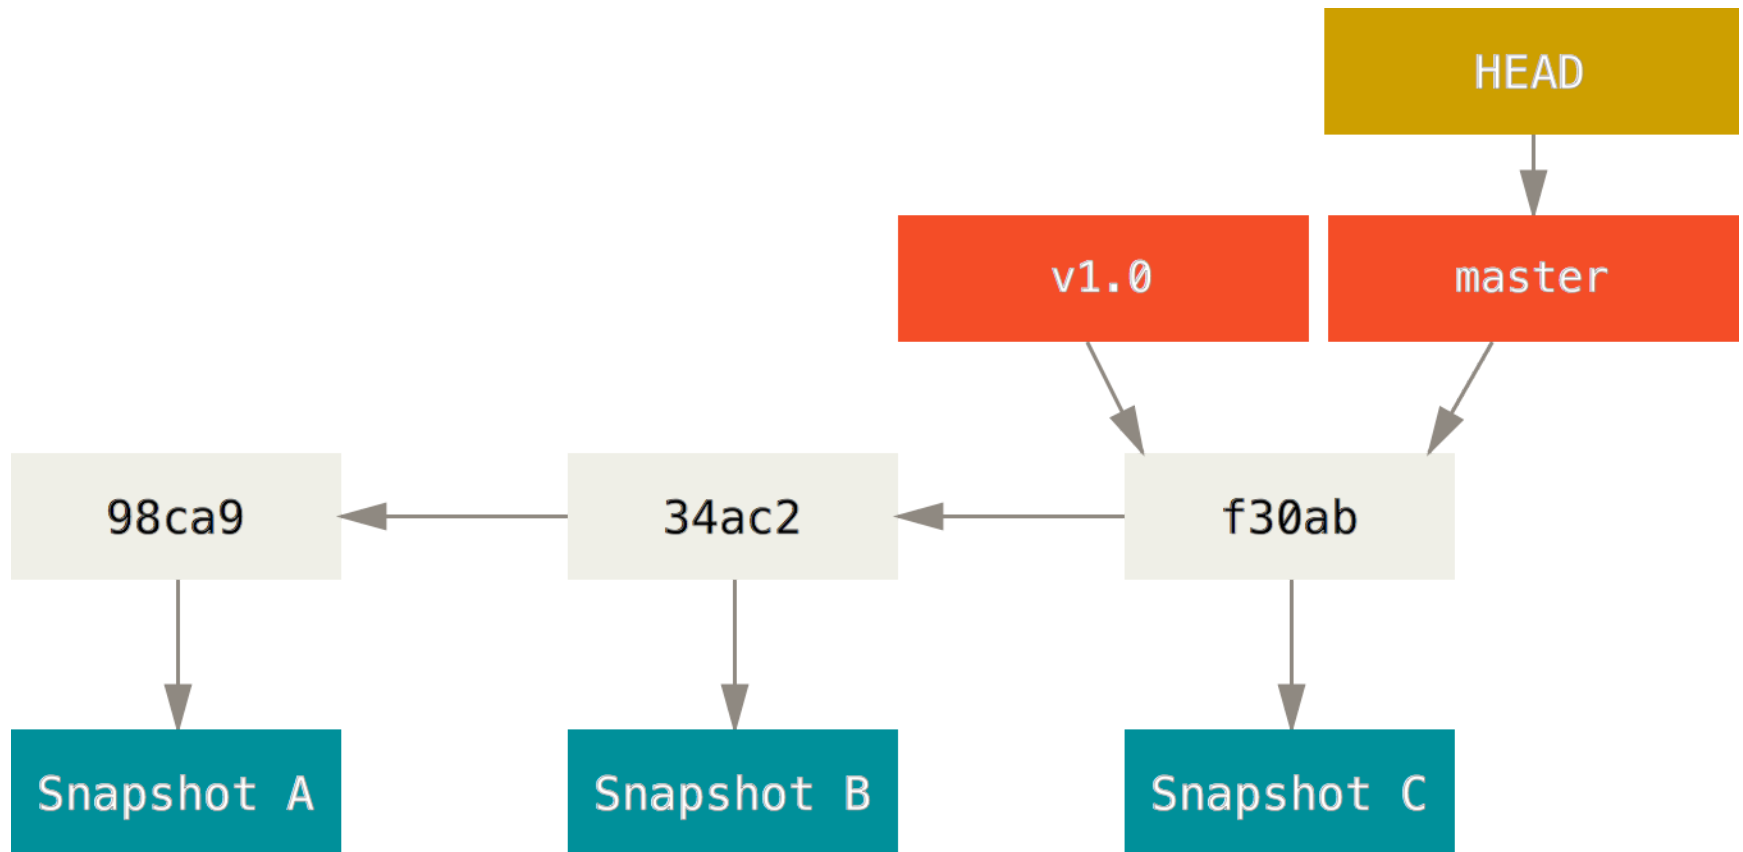 HEAD
v1.0
master
98ca9
34ac2
f30ab
Snapshot A
Snapshot B
Snapshot C